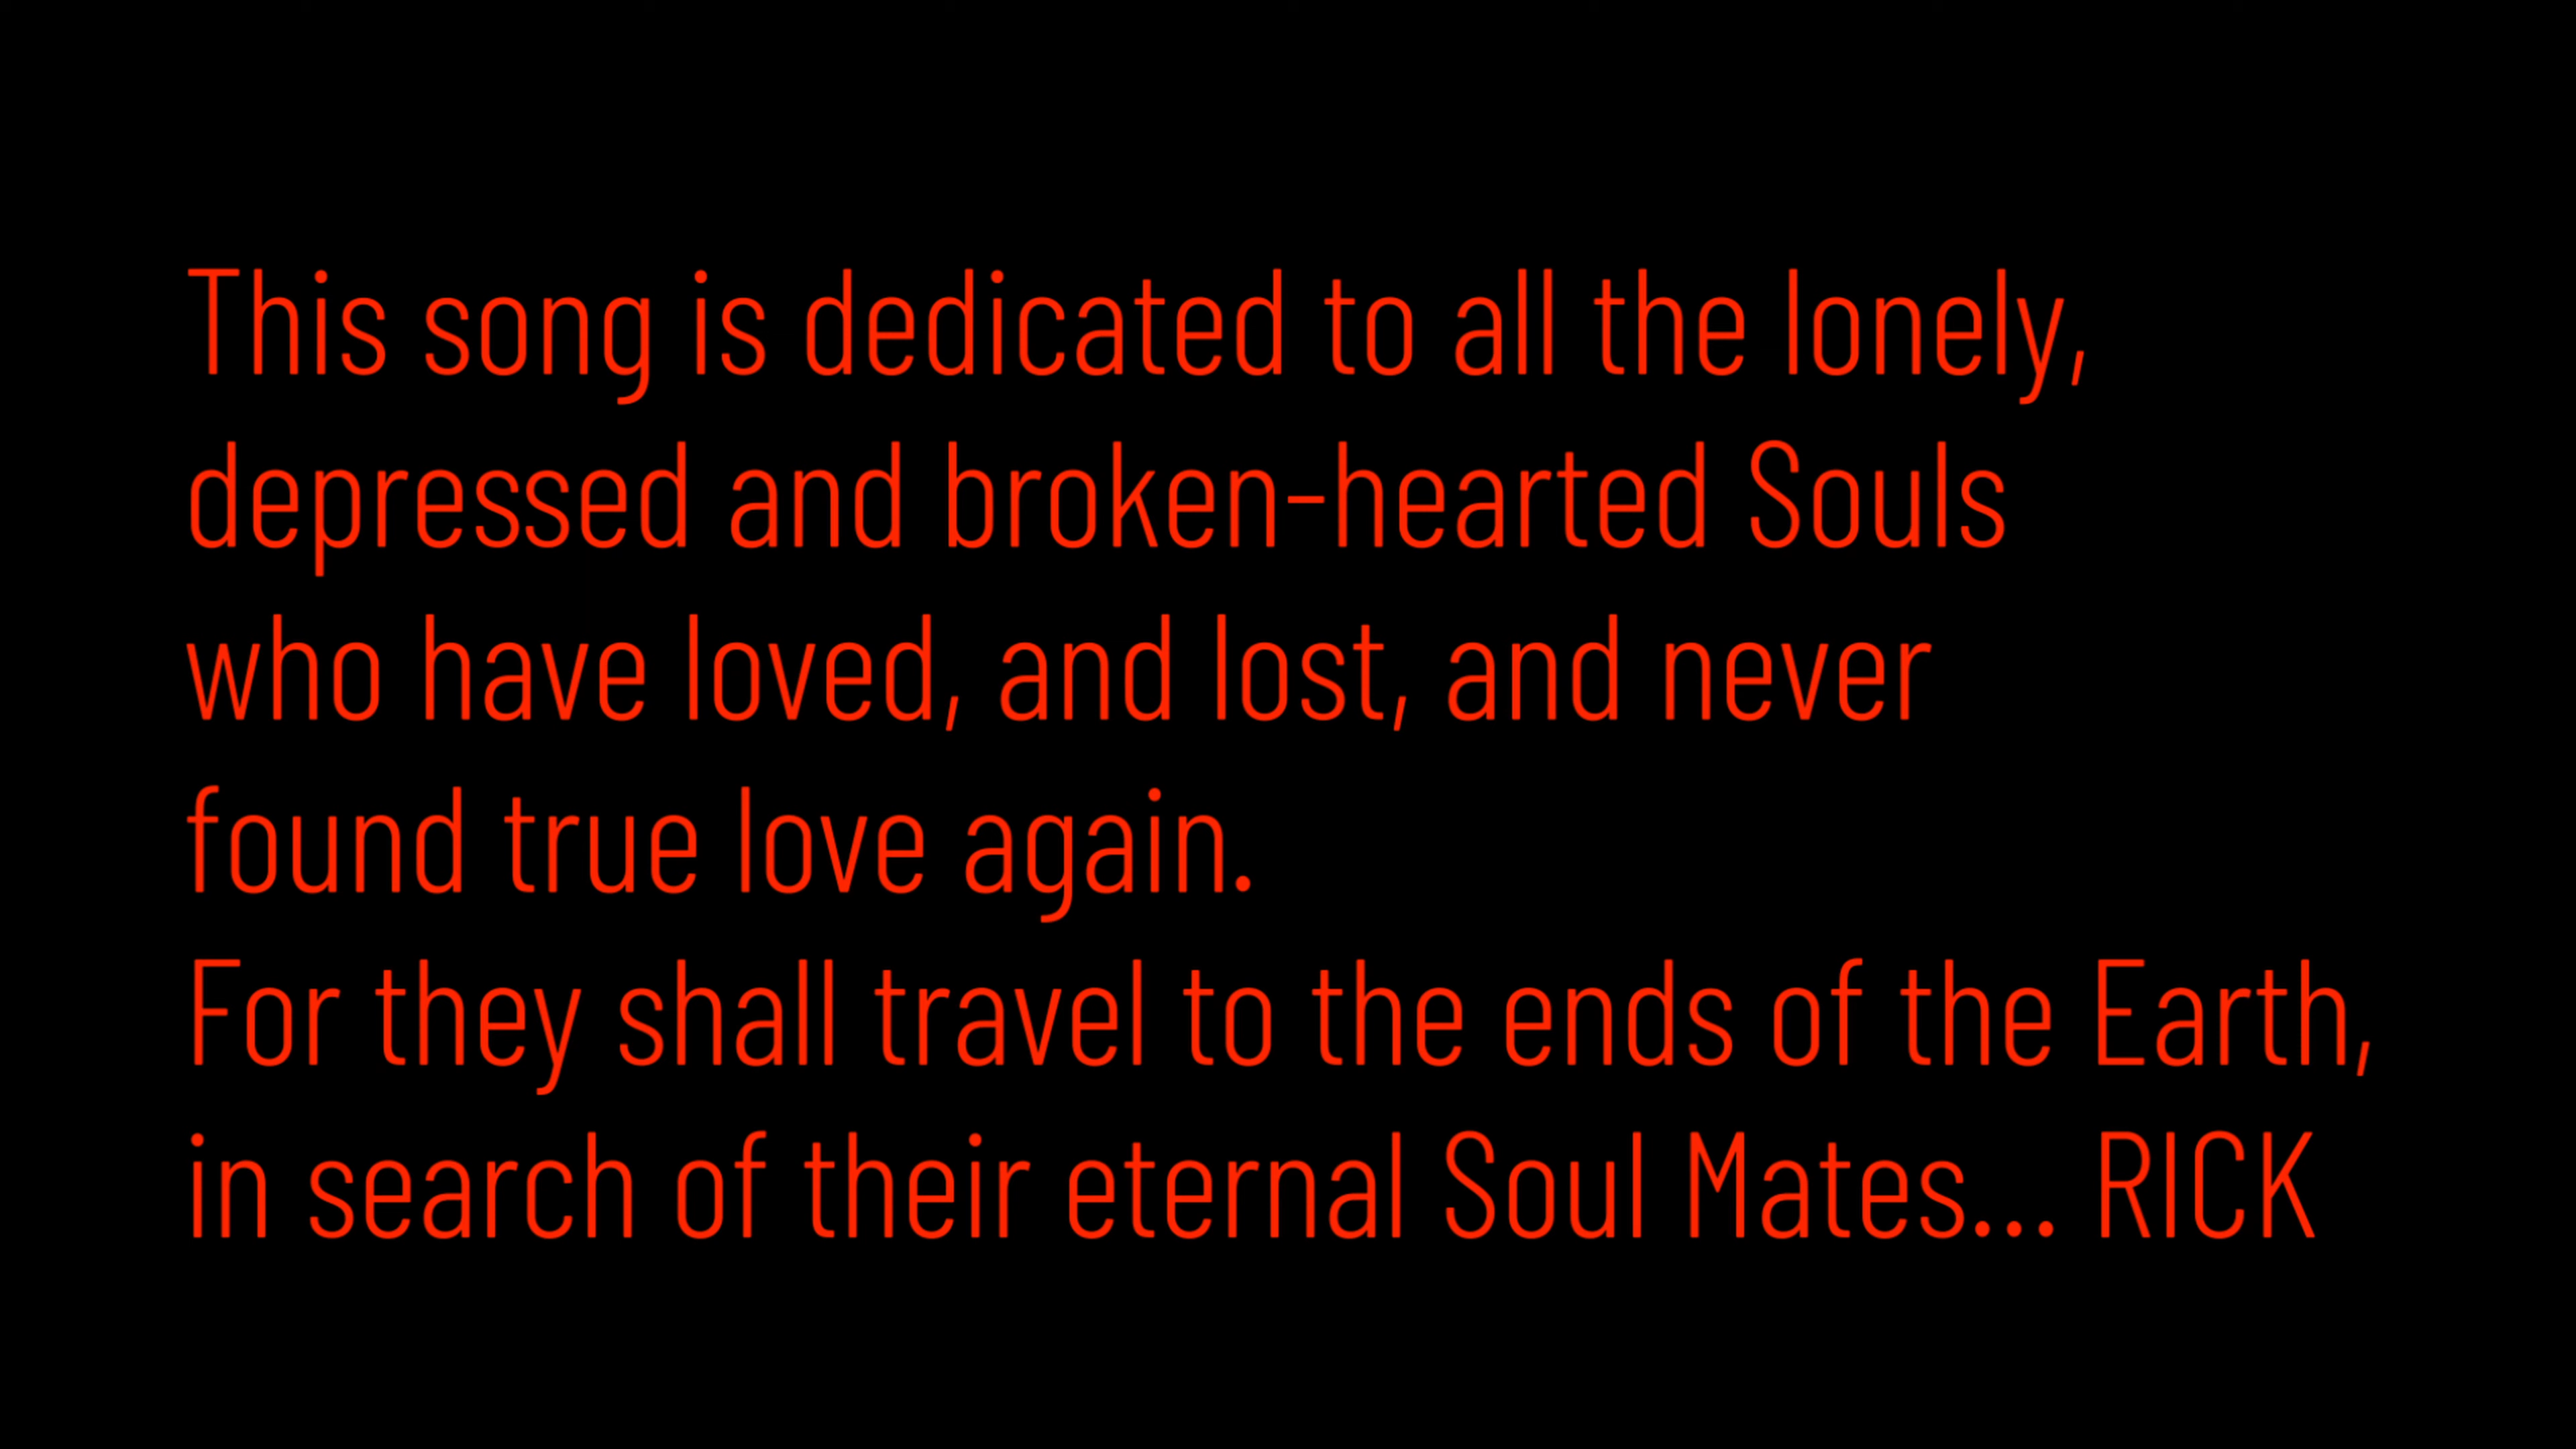 This song is dedicated to all the lonely,
depressed and broken-hearted Souls
who have loved, and lost, and never
found true love again.
For they shall travel to the ends of the Earth,
in search of their eternal Soul Mates... RICK